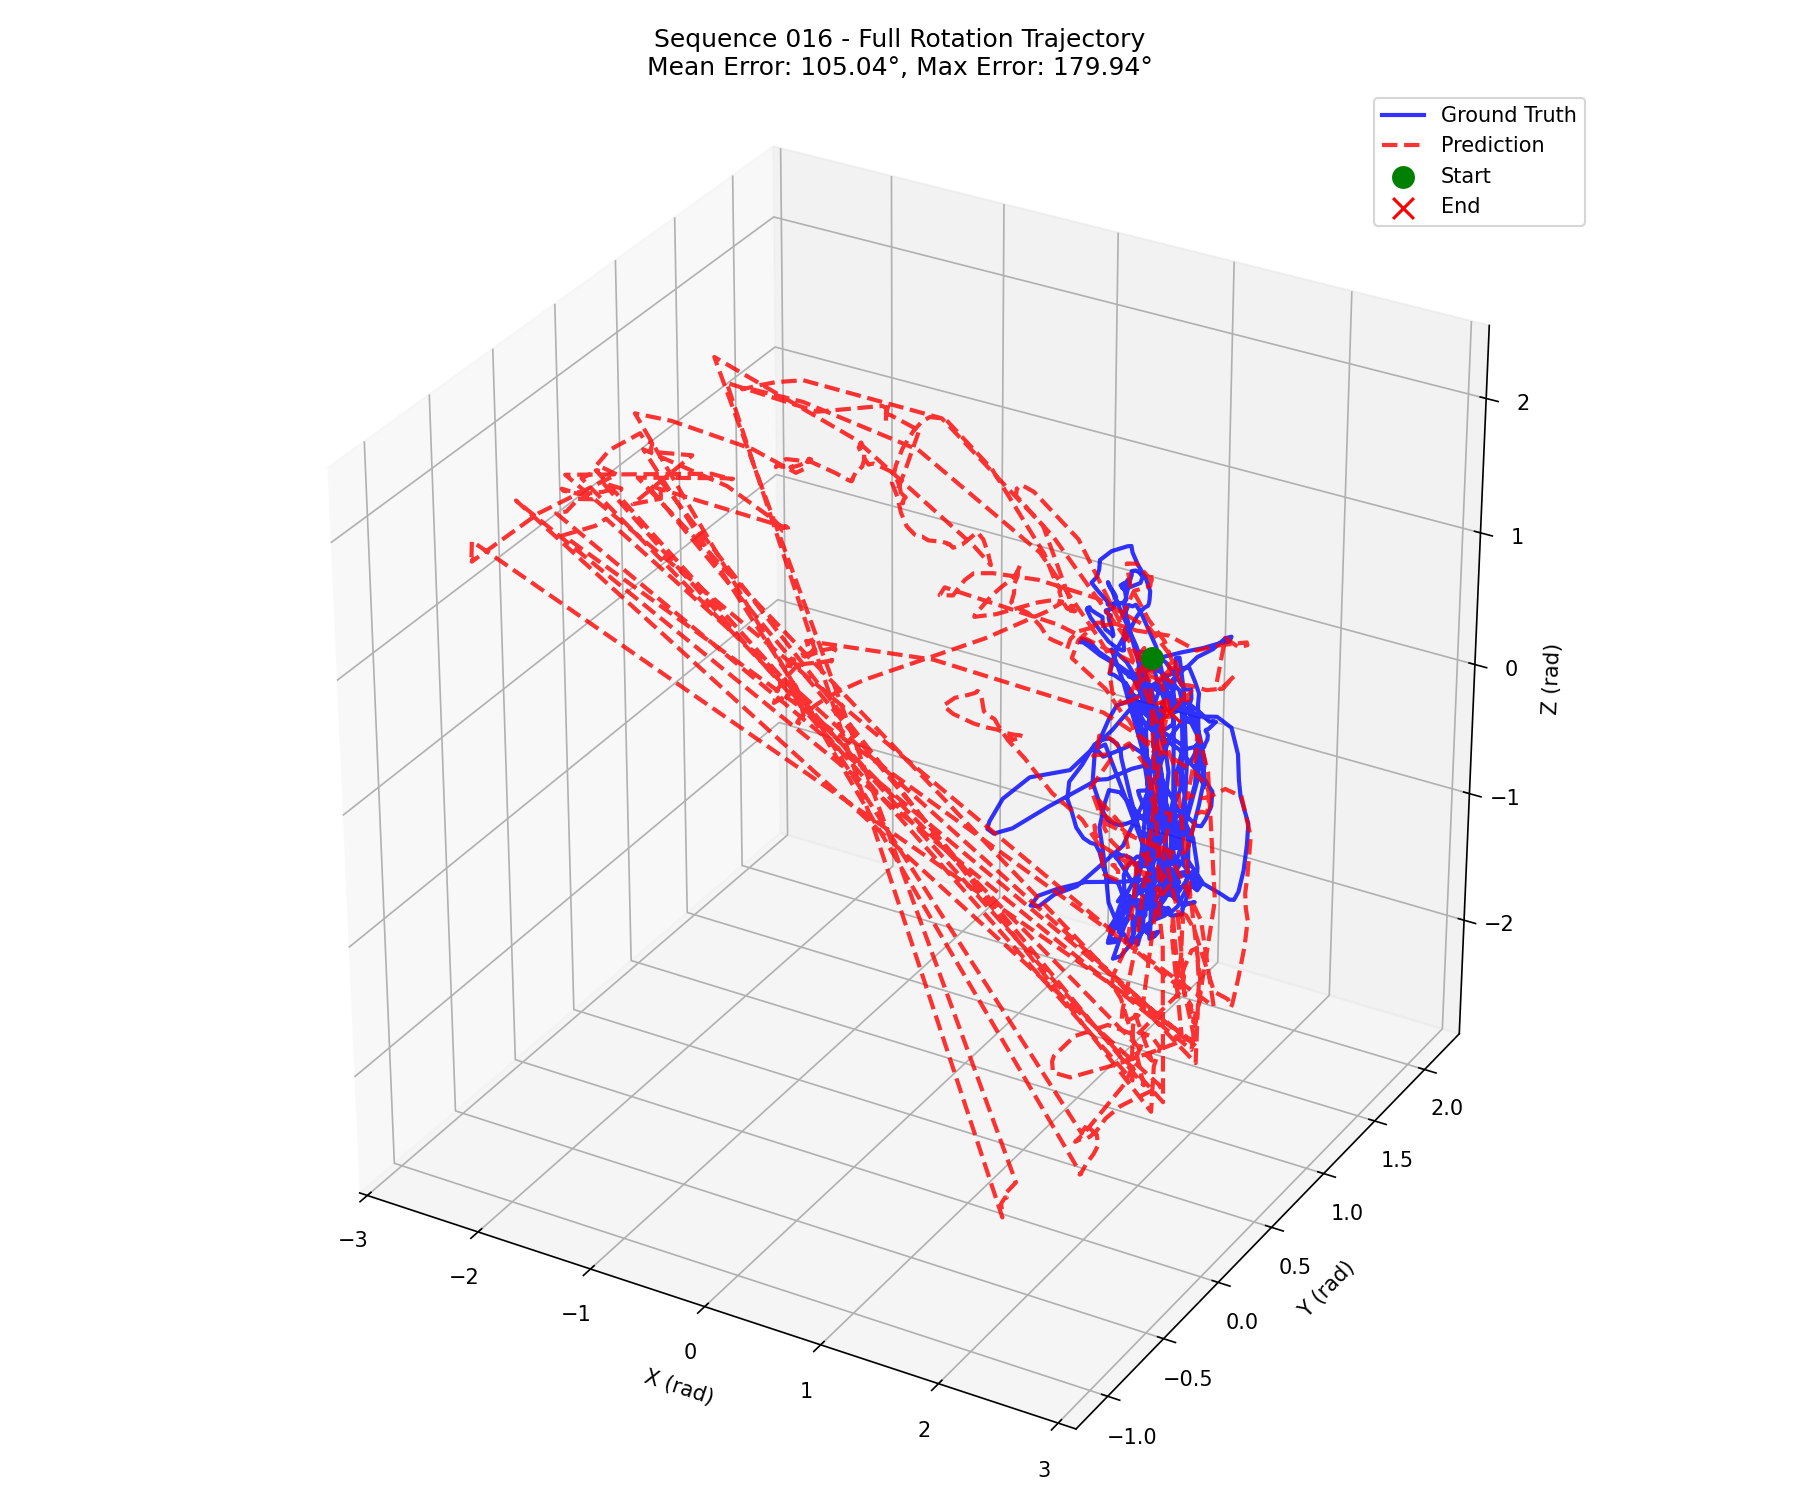 Sequence 016 - Full Rotation Trajectory
Mean Error: 105.04°, Max Error: 179.94°
Ground Truth
Prediction
Start
End
2
1
0
−1
−2
Z (rad)
2.0
1.5
1.0
0.5
0.0
−0.5
−1.0
Y (rad)
−3
−2
−1
0
1
2
3
X (rad)